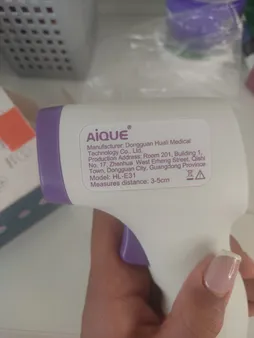 AiQUE®
Manufacturer: Dongguan Huali Medical
Technology Co., Ltd.
Production Address: Room 201, Building 1,
No. 17, Zhenhua West Erheng Street, Qishi
Town, Dongguan City, Guangdong Province
Model: HL-E31
Measures distance: 3-5cm